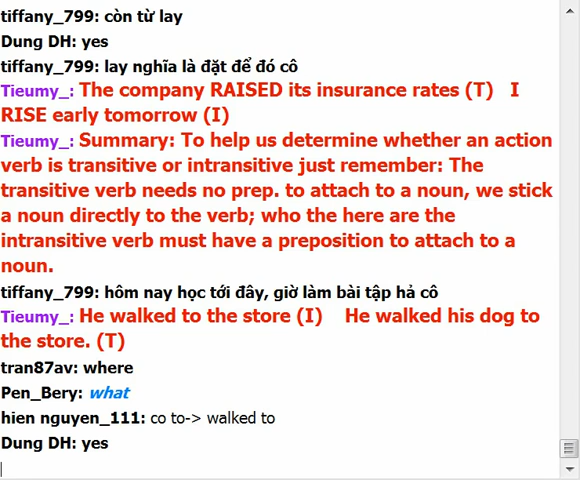 tiffany_799: còn từ lay
Dung DH: yes
tiffany_799: lay nghĩa là đặt để đó cô
Tieumy_: The company RAISED its insurance rates (T)   I
RISE early tomorrow (I)
Tieumy_: Summary: To help us determine whether an action
verb is transitive or intransitive just remember: The
transitive verb needs no prep. to attach to a noun, we stick
a noun directly to the verb; who the here are the
intransitive verb must have a preposition to attach to a
noun.
tiffany_799: hôm nay học tới đây, giờ làm bài tập hả cô
Tieumy_: He walked to the store (I)    He walked his dog to
the store. (T)
tran87av: where
Pen_Bery: what
hien nguyen_111: co to-> walked to
Dung DH: yes